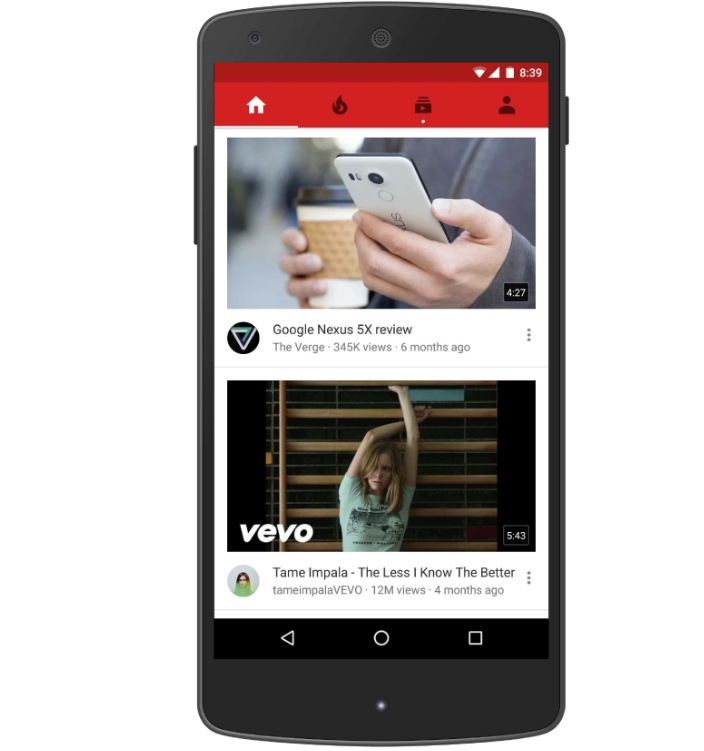 8:39
4:27
Google Nexus 5X review
The Verge · 345K views · 6 months ago
vevo
5:43
Tame Impala - The Less I Know The Better
tameimpalaVEVO · 12M views · 4 months ago